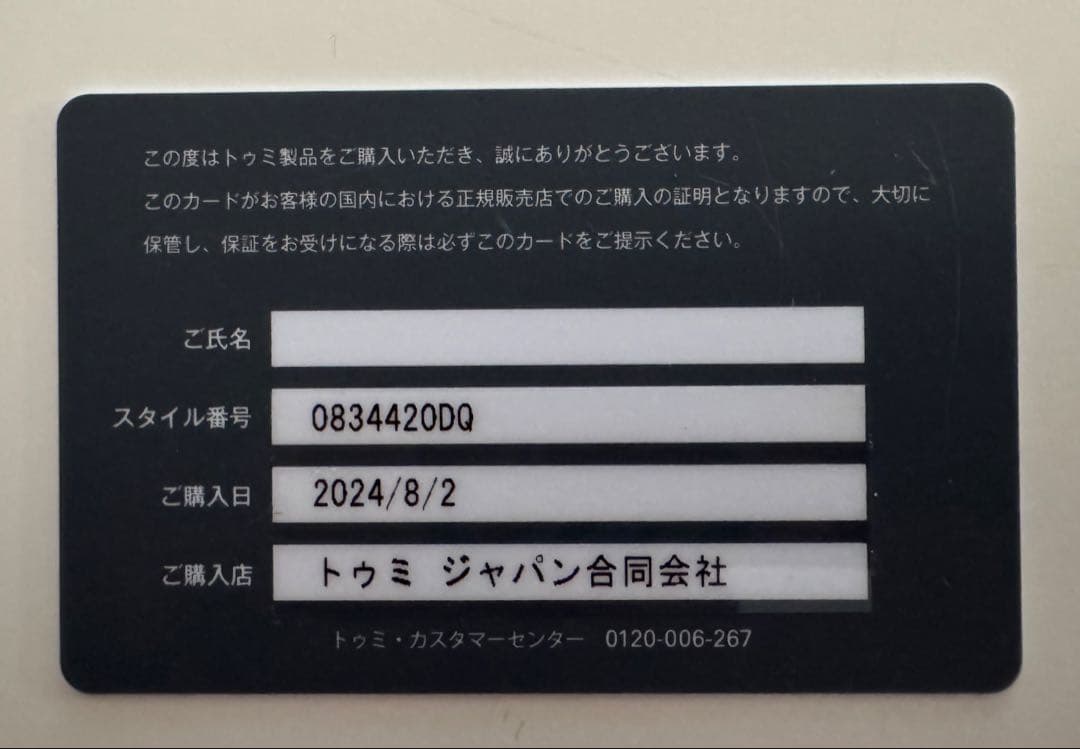 この度はトゥミ製品をご購入いただき、誠にありがとうございます。
このカードがお客様の国内における正規販売店でのご購入の証明となりますので、大切に
保管し、保証をお受けになる際は必ずこのカードをご提示ください。
ご氏名
スタイル番号 0834420DQ
ご購入日 2024/8/2
ご購入店 トゥミ ジャパン合同会社
トゥミ・カスタマーセンター 0120-006-267